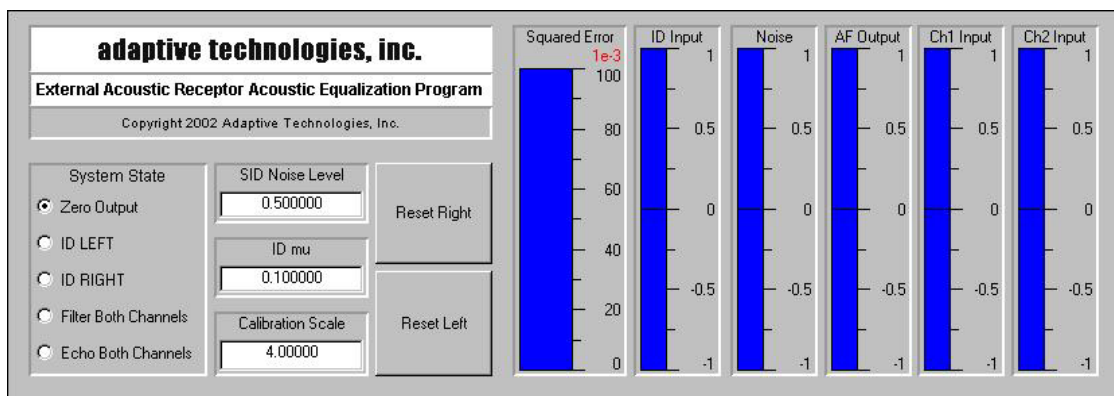 adaptive technologies, inc.
External Acoustic Receptor Acoustic Equalization Program
Copyright 2002 Adaptive Technologies, Inc.
System State
Zero Output
ID LEFT
ID RIGHT
Filter Both Channels
Echo Both Channels
SID Noise Level
0.500000
ID mu
0.100000
Calibration Scale
4.00000
Reset Right
Reset Left
Squared Error
1e-3
100
80
60
40
20
0
ID Input
1
0.5
0
-0.5
-1
Noise
1
0.5
0
-0.5
-1
AF Output
1
0.5
0
-0.5
-1
Ch1 Input
1
0.5
0
-0.5
-1
Ch2 Input
1
0.5
0
-0.5
-1